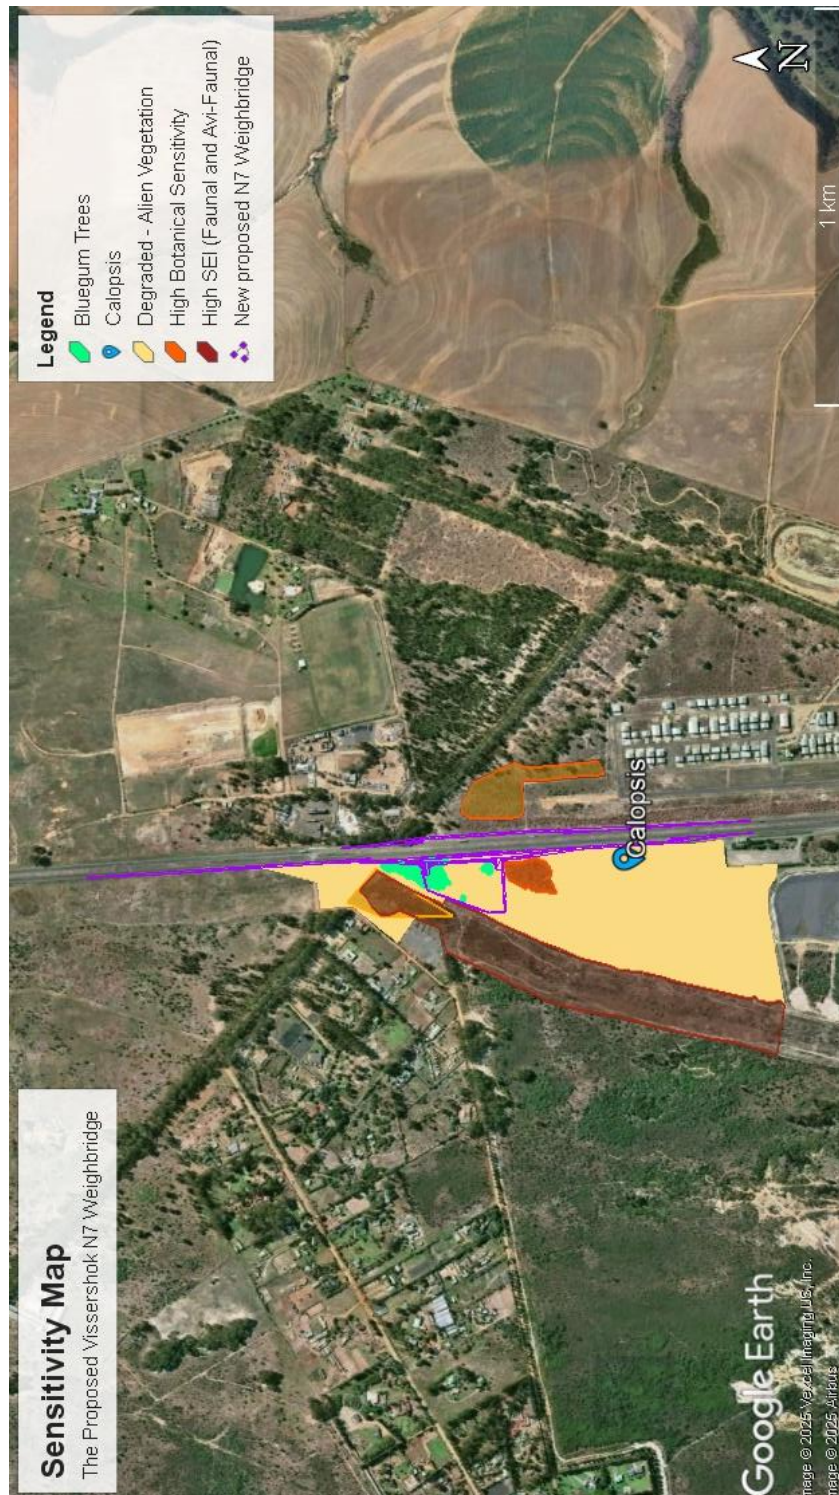 Sensitivity Map
The Proposed Vissershok N7 Weighbridge
Legend
Bluegum Trees
Calopsis
Degraded - Alien Vegetation
High Botanical Sensitivity
High SEI (Faunal and Avi-Faunal)
New proposed N7 Weighbridge
N
Calopsis
1 km
Google Earth
Image © 2025 Vexcel Imaging US, Inc.
Image © 2025 Airbus